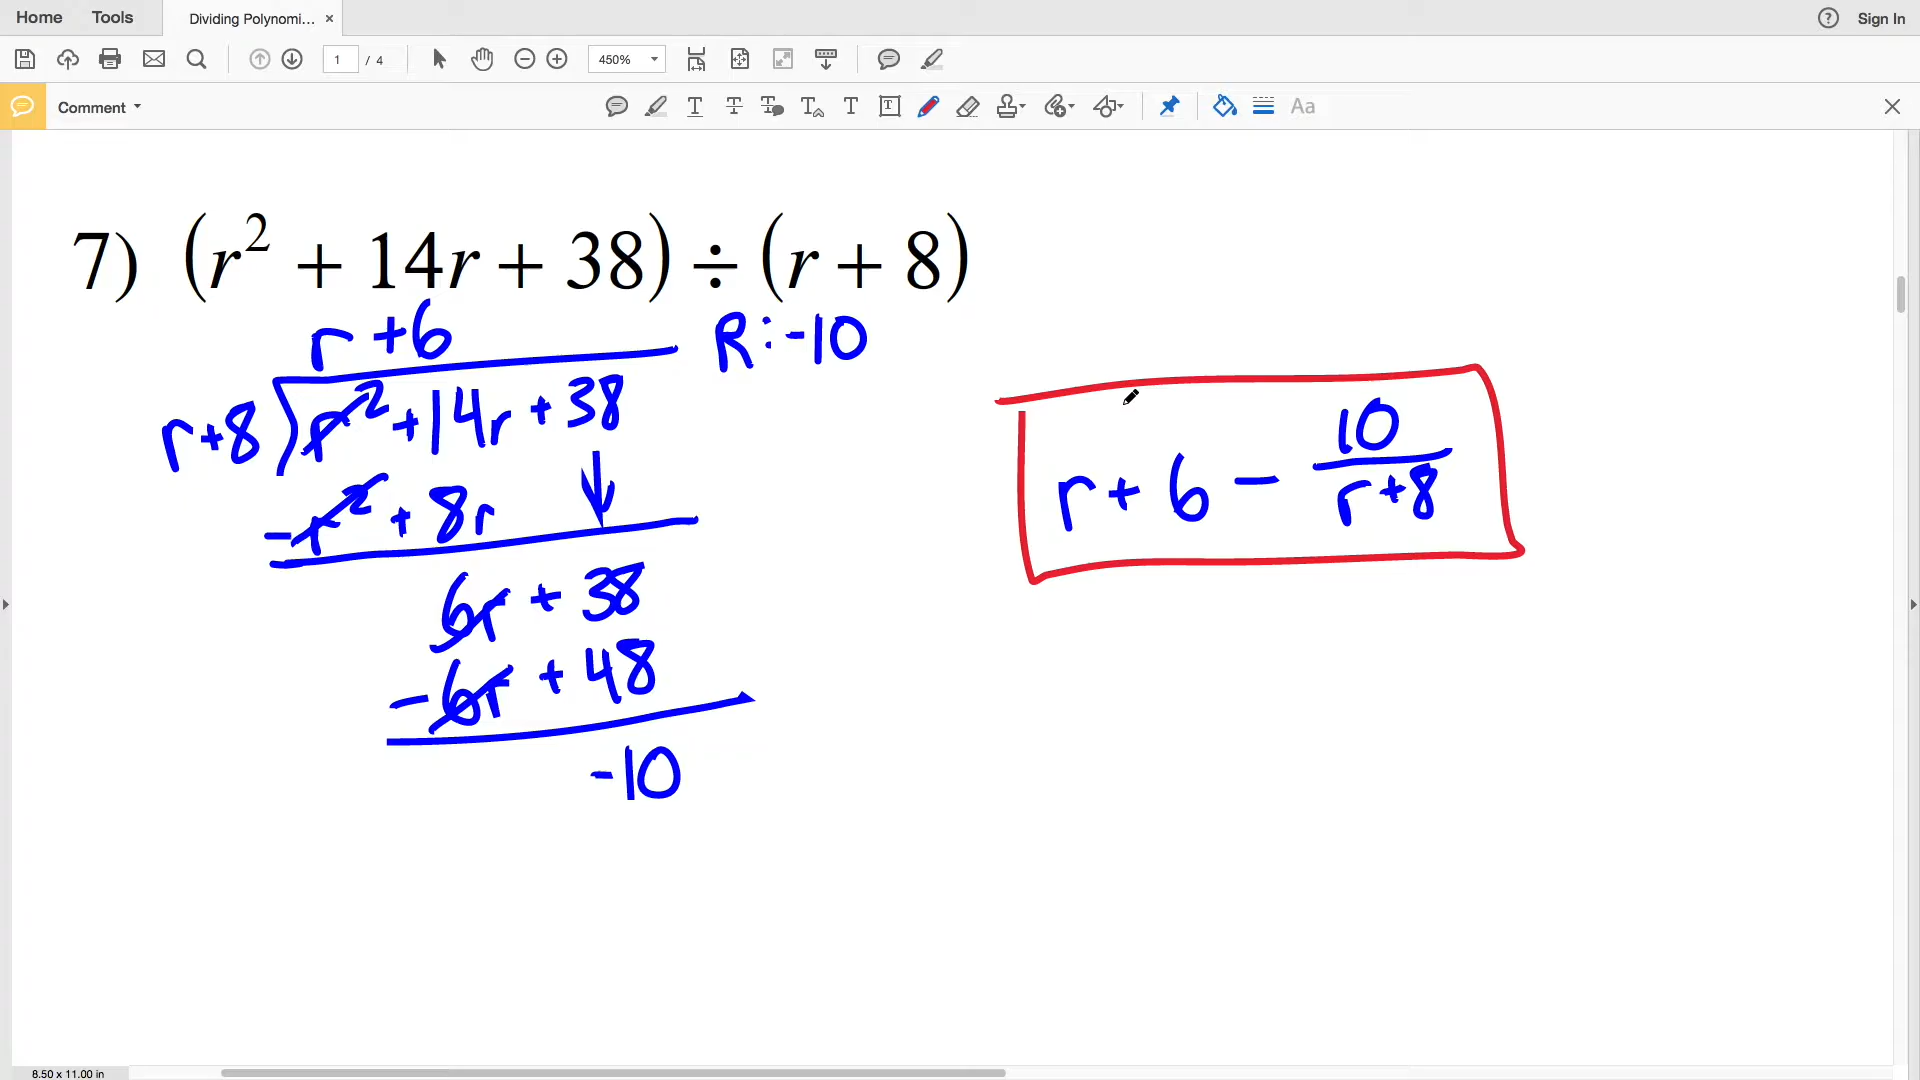 Home Tools Dividing Polynomi... × Sign In
1 / 4 450%
Comment Aa
7) (r² + 14r + 38) ÷ (r + 8)
r + 6 R: -10
r+8 r² + 14r + 38
- r² + 8r
6r + 38
- 6r + 48
-10
r + 6 - 10/(r+8)
8.50 x 11.00 in